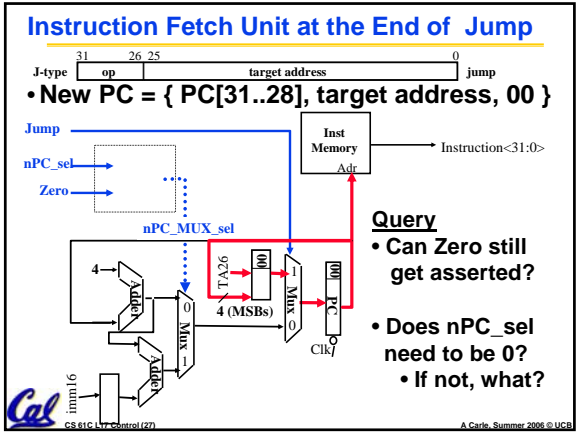 Instruction Fetch Unit at the End of Jump
31 26 25 0
J-type op target address jump
• New PC = { PC[31..28], target address, 00 }
Jump
Inst
Memory
Adr
Instruction<31:0>
nPC_sel
Zero
nPC_MUX_sel
Query
• Can Zero still
get asserted?
• Does nPC_sel
need to be 0?
• If not, what?
4
Adder
Adder
0
Mux
1
TA26
4 (MSBs)
00
1
Mux
0
00
PC
Clk
imm16
Cal
CS 61C L17 Control (27)
A Carle, Summer 2006 © UCB